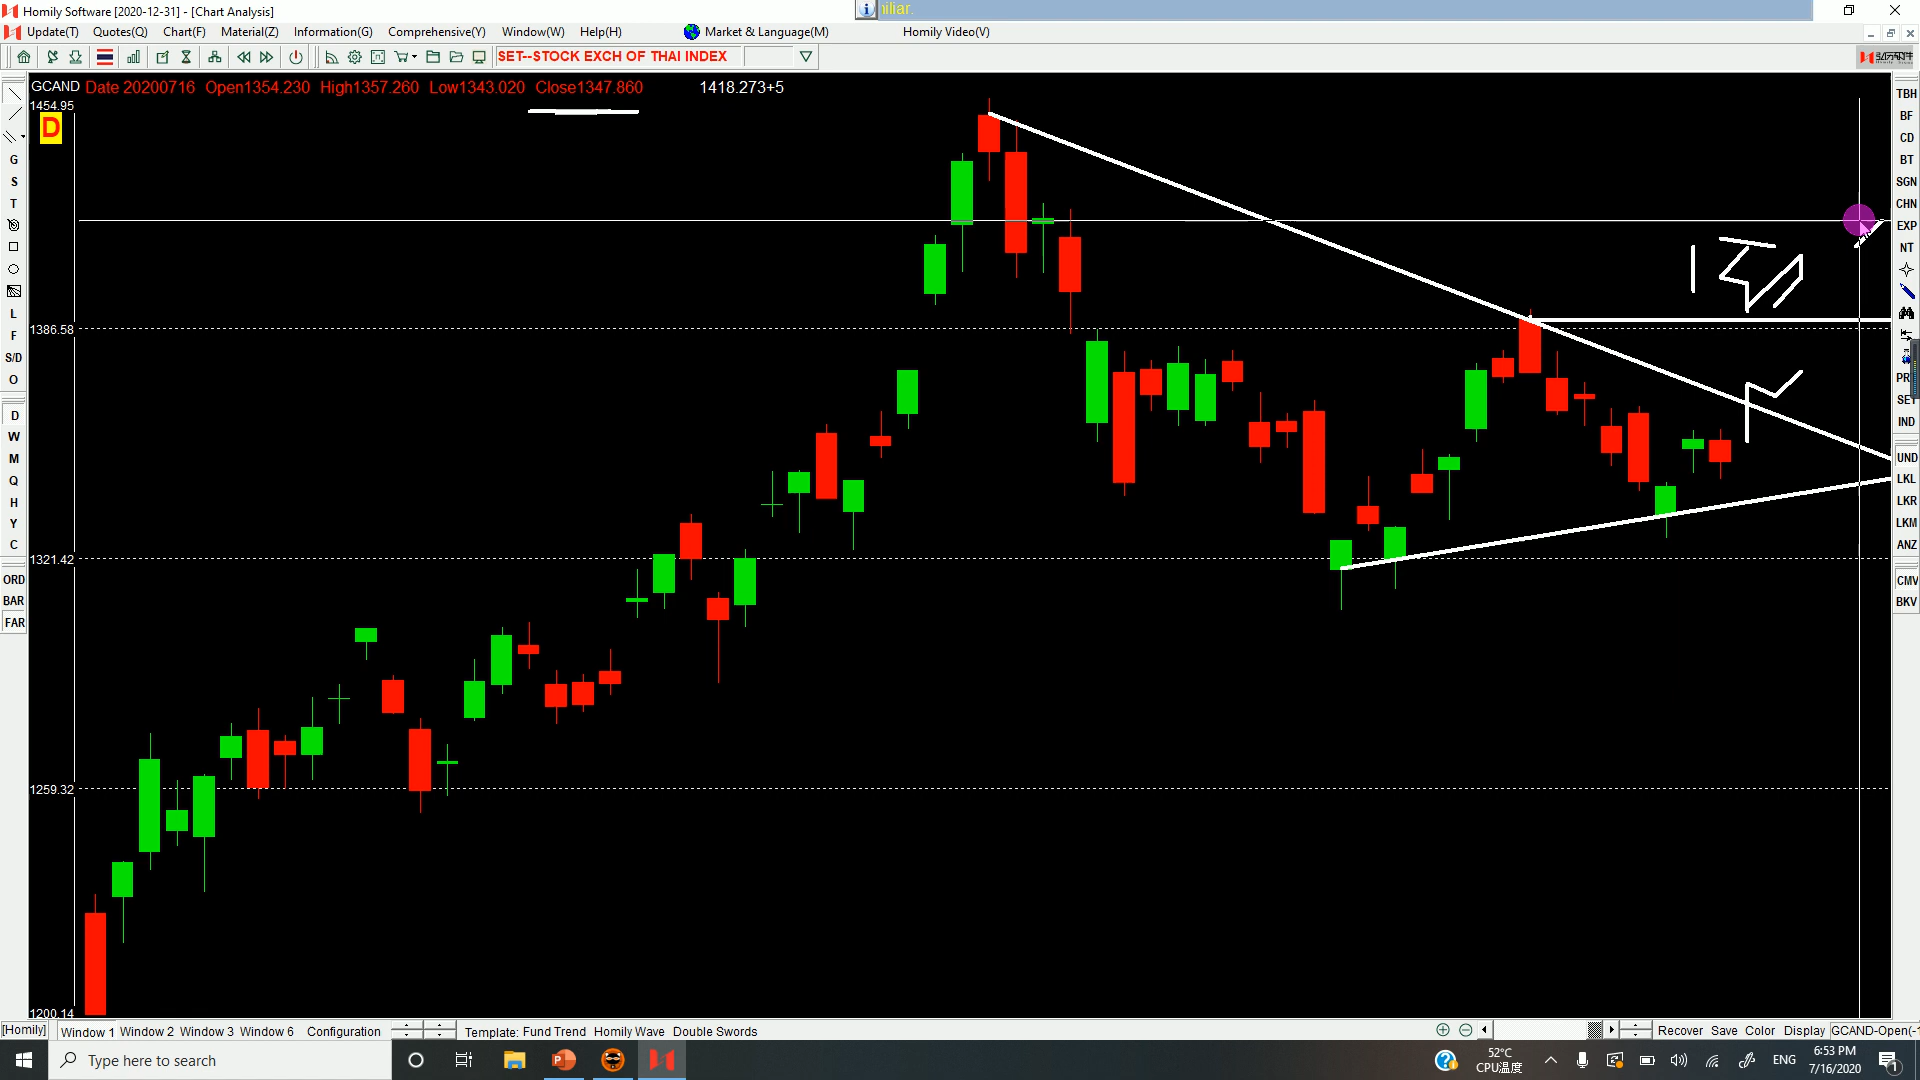 Homily Software [2020-12-31] - [Chart Analysis]
iliar.
Update(T) Quotes(Q) Chart(F) Material(Z) Information(G) Comprehensive(Y) Window(W) Help(H) Market & Language(M) Homily Video(V)
SET--STOCK EXCH OF THAI INDEX
GCAND Date 20200716 Open1354.230 High1357.260 Low1343.020 Close1347.860 1418.273+5
1454.95
D
1386.58
1321.42
1259.32
1200.14
G
S
T
L
F
S/D
O
D
W
M
Q
H
Y
C
ORD
BAR
FAR
TBH
BF
CD
BT
SGN
CHN
EXP
NT
PR
SET
IND
UND
LKL
LKR
LKM
ANZ
CMV
BKV
[Homily] Window 1 Window 2 Window 3 Window 6 Configuration Template: Fund Trend Homily Wave Double Swords Recover Save Color Display GCAND-Open(-1
Type here to search
P
52°C
CPU温度
ENG
6:53 PM
7/16/2020
1